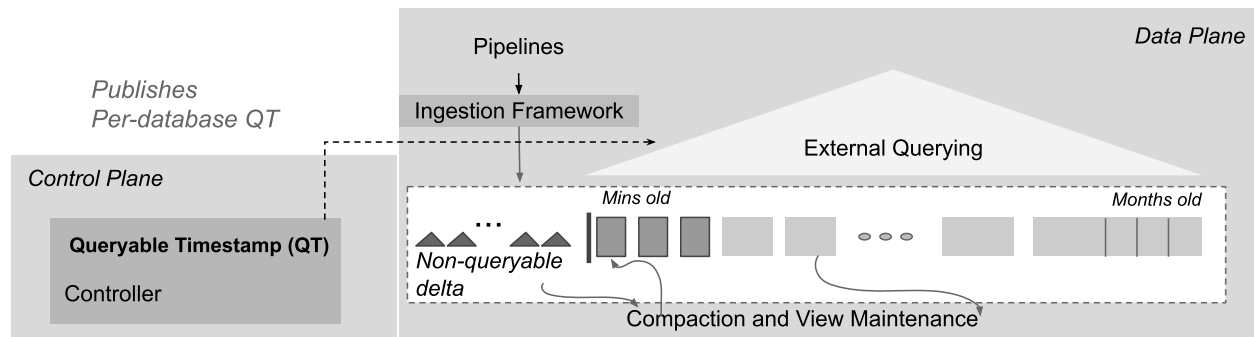 Data Plane
Pipelines
Publishes
Per-database QT
Ingestion Framework
External Querying
Control Plane
Mins old
Months old
Queryable Timestamp (QT)
Non-queryable
delta
Controller
Compaction and View Maintenance